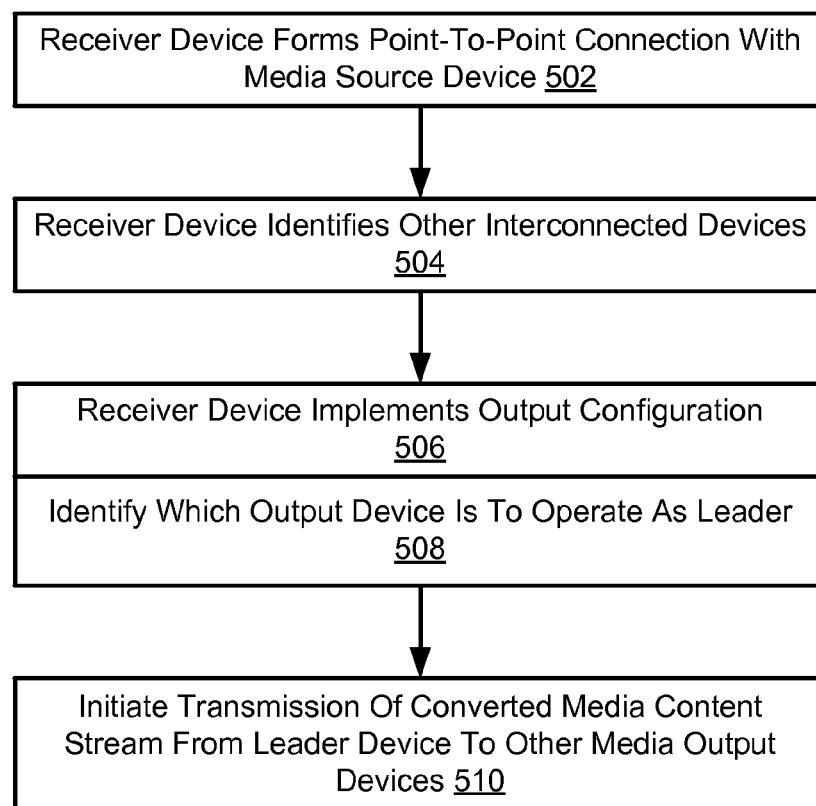 Receiver Device Forms Point-To-Point Connection With
Media Source Device 502
Receiver Device Identifies Other Interconnected Devices
504
Receiver Device Implements Output Configuration
506
Identify Which Output Device Is To Operate As Leader
508
Initiate Transmission Of Converted Media Content
Stream From Leader Device To Other Media Output
Devices 510